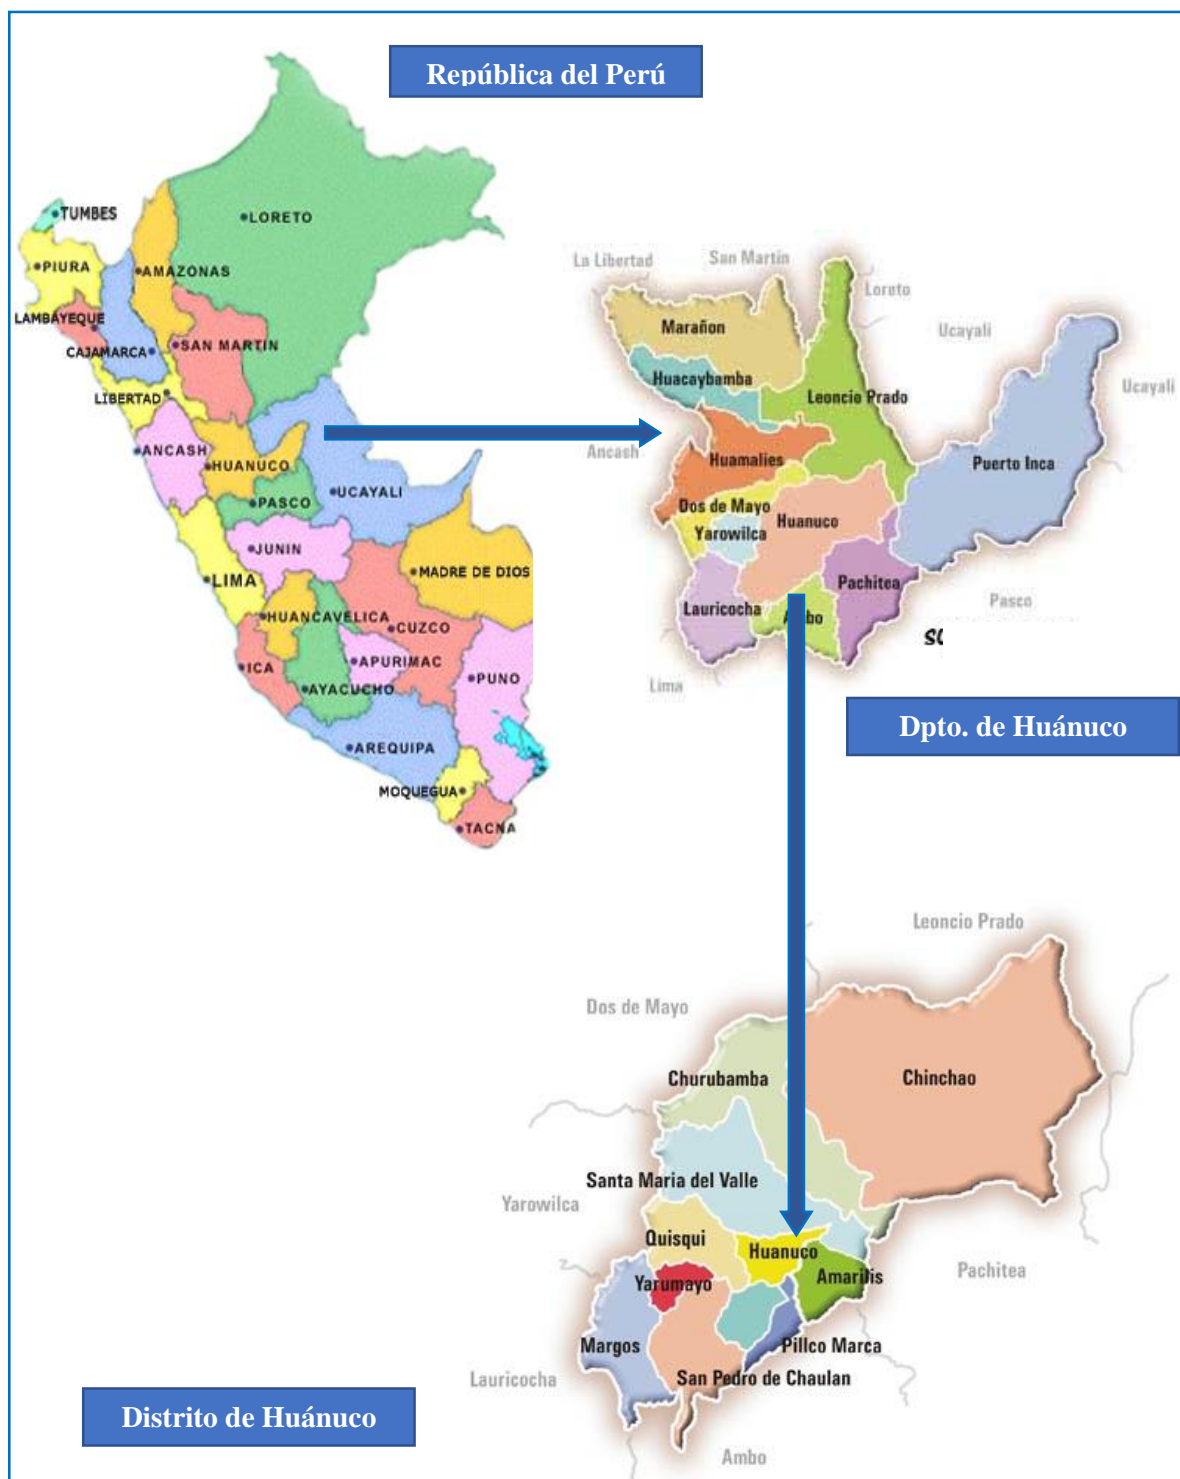 República del Perú
TUMBES
LORETO
PIURA
AMAZONAS
LAMBAYEQUE
CAJAMARCA
SAN MARTIN
LIBERTAD
ANCASH
HUANUCO
UCAYALI
PASCO
JUNIN
LIMA
MADRE DE DIOS
HUANCAVELICA
CUZCO
ICA
APURIMAC
AYACUCHO
PUNO
AREQUIPA
MOQUEGUA
TACNA
La Libertad
San Martin
Loreto
Marañon
Ucayali
Huacaybamba
Leoncio Prado
Ucayali
Ancash
Huamalies
Puerto Inca
Dos de Mayo
Huanuco
Yarowilca
Pachitea
Lauricocha
Pasco
Lima
Dpto. de Huánuco
Leoncio Prado
Dos de Mayo
Churubamba
Chinchao
Santa Maria del Valle
Yarowilca
Quisqui
Huanuco
Amarilis
Pachitea
Yarumayo
Margos
Pillco Marca
Lauricocha
San Pedro de Chaulan
Distrito de Huánuco
Ambo